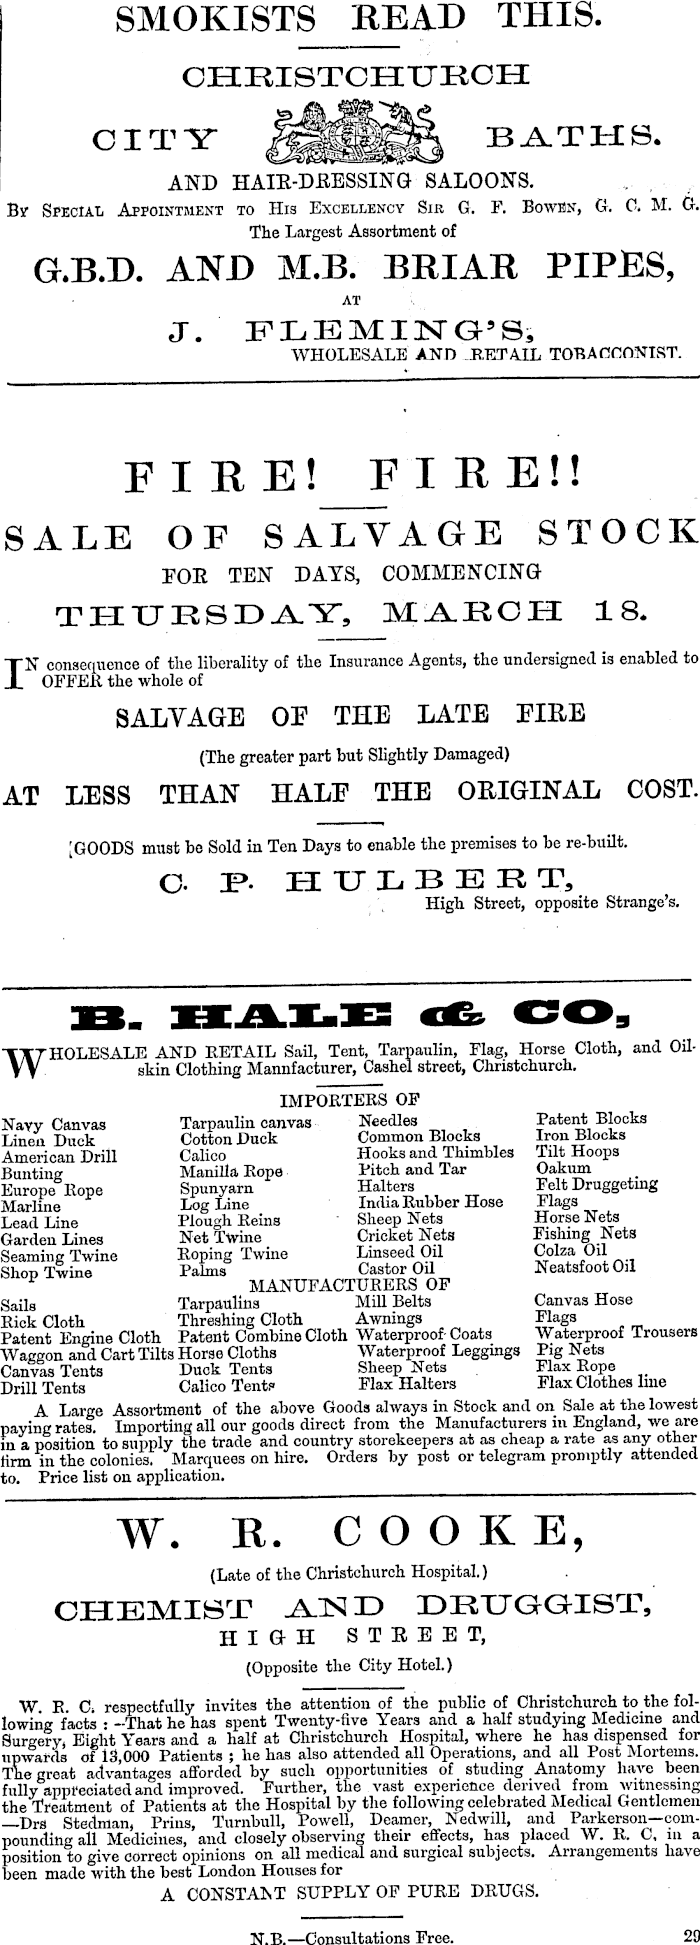 SMOKISTS READ THIS.
CHRISTCHURCH
CITY BATHS.
AND HAIR-DRESSING SALOONS.
BY SPECIAL APPOINTMENT TO HIS EXCELLENCY SIR G. F. BOWEN, G. C. M. G.
The Largest Assortment of
G.B.D. AND M.B. BRIAR PIPES,
AT
J. FLEMING'S,
WHOLESALE AND RETAIL TOBACCONIST.
FIRE! FIRE!!
SALE OF SALVAGE STOCK
FOR TEN DAYS, COMMENCING
THURSDAY, MARCH 18.
IN consequence of the liberality of the Insurance Agents, the undersigned is enabled to
OFFER the whole of
SALVAGE OF THE LATE FIRE
(The greater part but Slightly Damaged)
AT LESS THAN HALF THE ORIGINAL COST.
GOODS must be Sold in Ten Days to enable the premises to be re-built.
C. P. HULBERT,
High Street, opposite Strange's.
B. HALE & CO,
WHOLESALE AND RETAIL Sail, Tent, Tarpaulin, Flag, Horse Cloth, and Oil-
skin Clothing Mannfacturer, Cashel street, Christchurch.
IMPORTERS OF
Navy Canvas Tarpaulin canvas Needles Patent Blocks
Linen Duck Cotton Duck Common Blocks Iron Blocks
American Drill Calico Hooks and Thimbles Tilt Hoops
Bunting Manilla Rope Pitch and Tar Oakum
Europe Rope Spunyarn Halters Felt Druggeting
Marline Log Line India Rubber Hose Flags
Lead Line Plough Reins Sheep Nets Horse Nets
Garden Lines Net Twine Cricket Nets Fishing Nets
Seaming Twine Roping Twine Linseed Oil Colza Oil
Shop Twine Palms Castor Oil Neatsfoot Oil
MANUFACTURERS OF
Sails Tarpaulins Mill Belts Canvas Hose
Rick Cloth Threshing Cloth Awnings Flags
Patent Engine Cloth Patent Combine Cloth Waterproof Coats Waterproof Trousers
Waggon and Cart Tilts Horse Cloths Waterproof Leggings Pig Nets
Canvas Tents Duck Tents Sheep Nets Flax Rope
Drill Tents Calico Tents Flax Halters Flax Clothes line
A Large Assortment of the above Goods always in Stock and on Sale at the lowest
paying rates. Importing all our goods direct from the Manufacturers in England, we are
in a position to supply the trade and country storekeepers at as cheap a rate as any other
firm in the colonies. Marquees on hire. Orders by post or telegram promptly attended
to. Price list on application.
W. R. COOKE,
(Late of the Christchurch Hospital.)
CHEMIST AND DRUGGIST,
HIGH STREET,
(Opposite the City Hotel.)
W. R. C. respectfully invites the attention of the public of Christchurch to the fol-
lowing facts : —That he has spent Twenty-five Years and a half studying Medicine and
Surgery, Eight Years and a half at Christchurch Hospital, where he has dispensed for
upwards of 13,000 Patients ; he has also attended all Operations, and all Post Mortems.
The great advantages afforded by such opportunities of studing Anatomy have been
fully appreciated and improved. Further, the vast experience derived from witnessing
the Treatment of Patients at the Hospital by the following celebrated Medical Gentlemen
—Drs Stedman, Prins, Turnbull, Powell, Deamer, Nedwill, and Parkerson—com-
pounding all Medicines, and closely observing their effects, has placed W. R. C, in a
position to give correct opinions on all medical and surgical subjects. Arrangements have
been made with the best London Houses for
A CONSTANT SUPPLY OF PURE DRUGS.
N.B.—Consultations Free. 29